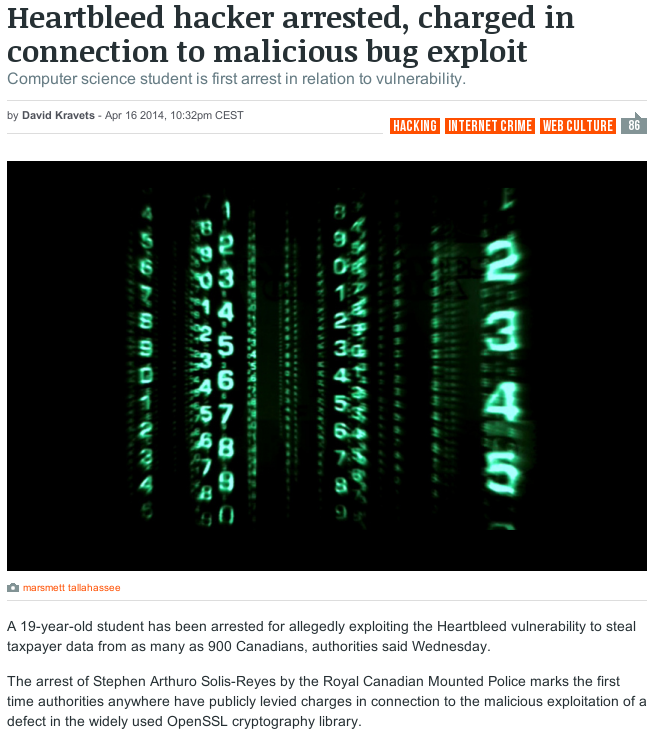 Heartbleed hacker arrested, charged in
connection to malicious bug exploit
Computer science student is first arrest in relation to vulnerability.
by David Kravets - Apr 16 2014, 10:32pm CEST
HACKING INTERNET CRIME WEB CULTURE 86
marsmett tallahassee
A 19-year-old student has been arrested for allegedly exploiting the Heartbleed vulnerability to steal
taxpayer data from as many as 900 Canadians, authorities said Wednesday.
The arrest of Stephen Arthuro Solis-Reyes by the Royal Canadian Mounted Police marks the first
time authorities anywhere have publicly levied charges in connection to the malicious exploitation of a
defect in the widely used OpenSSL cryptography library.